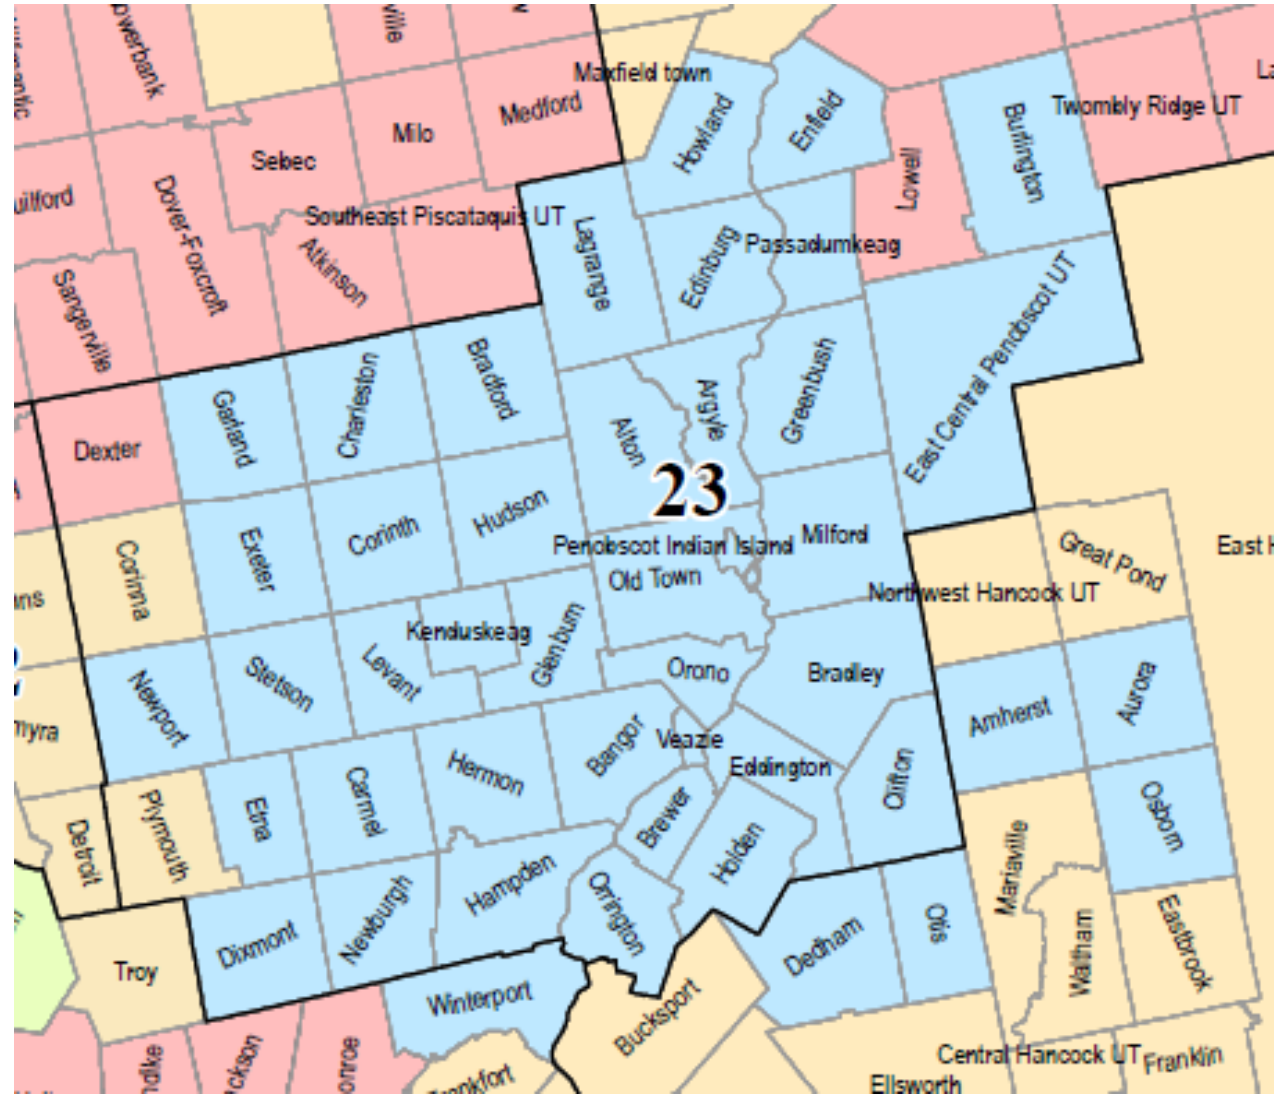 Maxfield town
Medford
Milo
Sebec
Howland
Enfield
Burlington
Twombly Ridge UT
Lowell
Dover-Foxcroft
Southeast Piscataquis UT
Atkinson
Sangerville
Lagrange
Edinburg
Passadumkeag
East Central Penobscot UT
Dexter
Garland
Charleston
Bradford
Alton
Argyle
Greenbush
23
Corinna
Exeter
Corinth
Hudson
Penobscot Indian Island
Milford
Old Town
Great Pond
Northwest Hancock UT
Kenduskeag
Glenburn
Levant
Stetson
Newport
Orono
Bradley
Amherst
Aurora
Veazie
Bangor
Hermon
Eddington
Clifton
Detroit
Plymouth
Etna
Carmel
Brewer
Holden
Osborn
Mariaville
Hampden
Orrington
Newburgh
Dixmont
Troy
Dedham
Otis
Waltham
Eastbrook
Winterport
Bucksport
Central Hancock UT
Franklin
Ellsworth